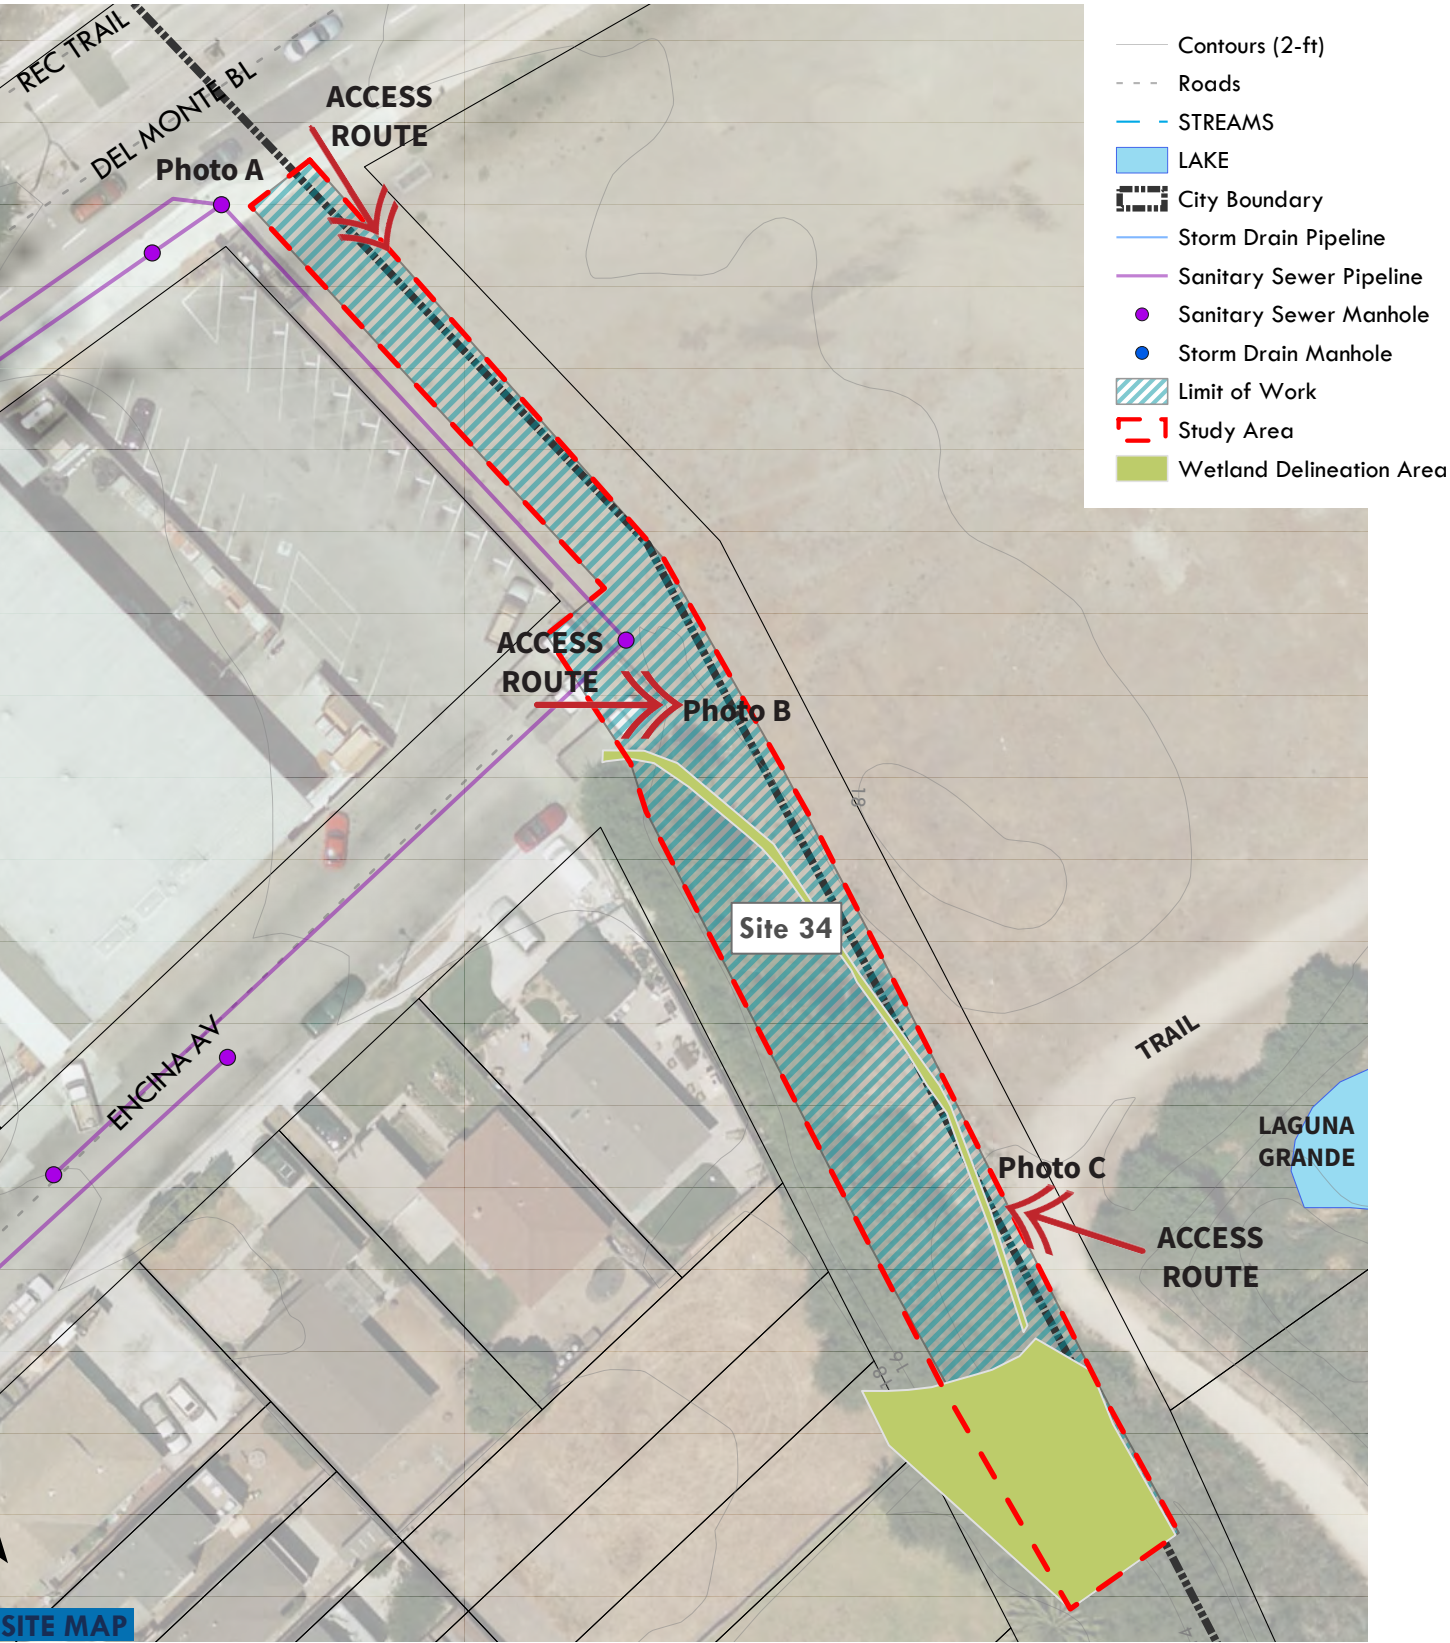 REC TRAIL
DEL MONTE BL
ACCESS
ROUTE
Photo A
Contours (2-ft)
Roads
STREAMS
LAKE
City Boundary
Storm Drain Pipeline
Sanitary Sewer Pipeline
Sanitary Sewer Manhole
Storm Drain Manhole
Limit of Work
Study Area
Wetland Delineation Area
ACCESS
ROUTE
Photo B
18
Site 34
ENCINA AV
TRAIL
LAGUNA
GRANDE
Photo C
ACCESS
ROUTE
16
18
14
SITE MAP